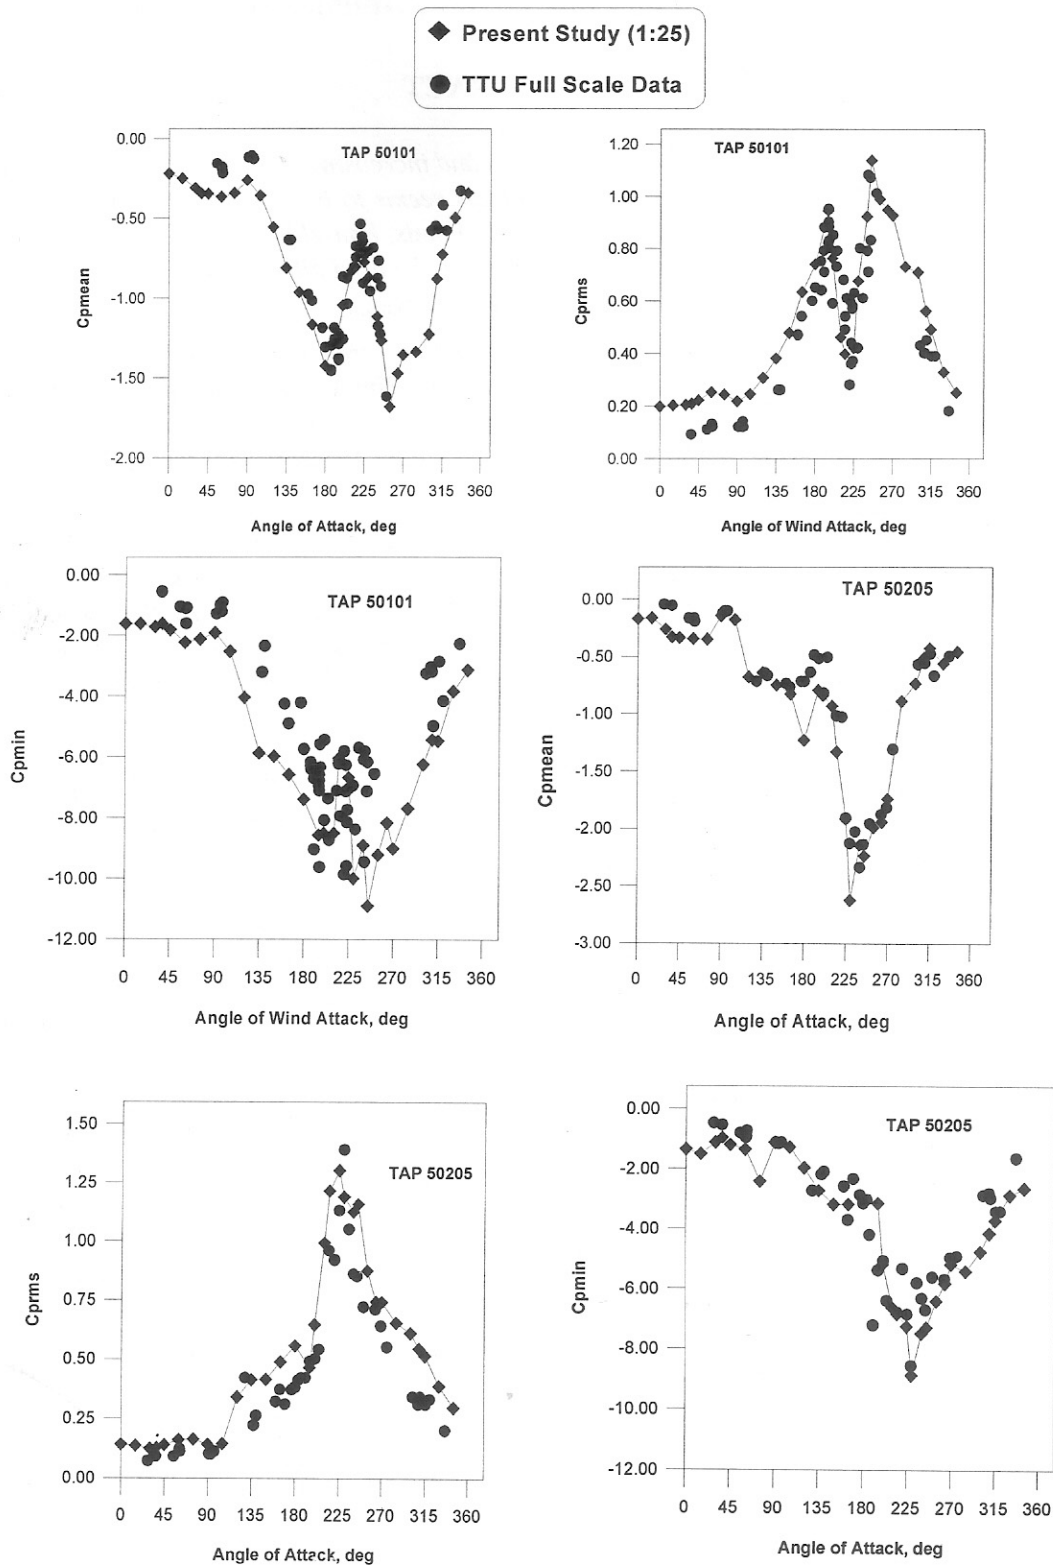 Present Study (1:25)
TTU Full Scale Data
TAP 50101
0.00
-0.50
-1.00
-1.50
-2.00
Cpmean
0 45 90 135 180 225 270 315 360
Angle of Attack, deg
TAP 50101
1.20
1.00
0.80
0.60
0.40
0.20
0.00
Cprms
0 45 90 135 180 225 270 315 360
Angle of Wind Attack, deg
TAP 50101
0.00
-2.00
-4.00
-6.00
-8.00
-10.00
-12.00
Cpmin
0 45 90 135 180 225 270 315 360
Angle of Wind Attack, deg
TAP 50205
0.00
-0.50
-1.00
-1.50
-2.00
-2.50
-3.00
Cpmean
0 45 90 135 180 225 270 315 360
Angle of Attack, deg
TAP 50205
1.50
1.25
1.00
0.75
0.50
0.25
0.00
Cprms
0 45 90 135 180 225 270 315 360
Angle of Attack, deg
TAP 50205
0.00
-2.00
-4.00
-6.00
-8.00
-10.00
-12.00
Cpmin
0 45 90 135 180 225 270 315 360
Angle of Attack, deg